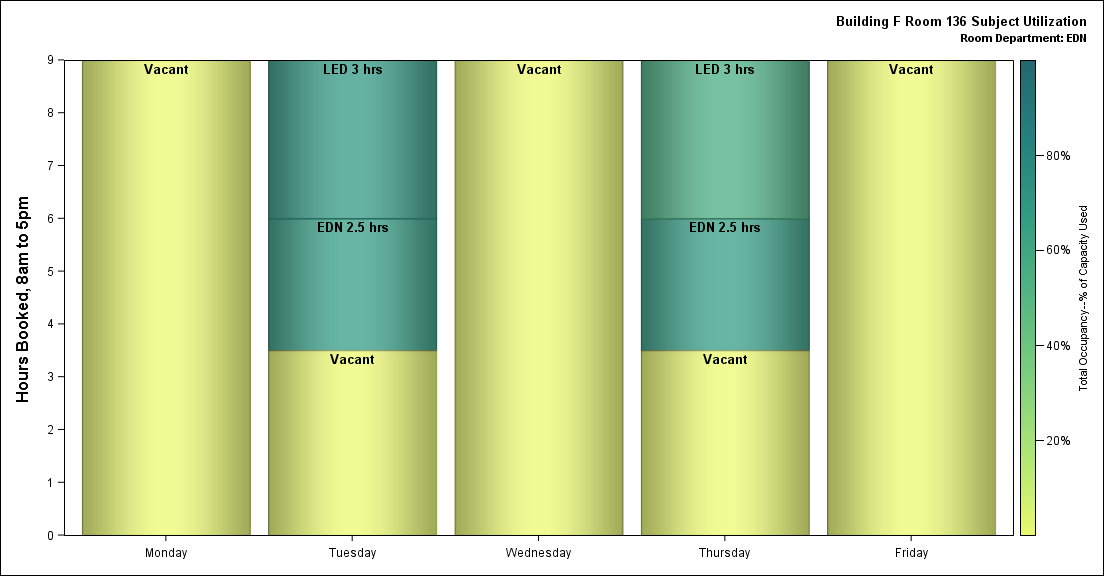 Building F Room 136 Subject Utilization
Room Department: EDN
Hours Booked, 8am to 5pm
9
8
7
6
5
4
3
2
1
0
Vacant
LED 3 hrs
EDN 2.5 hrs
Vacant
Vacant
LED 3 hrs
EDN 2.5 hrs
Vacant
Vacant
Monday
Tuesday
Wednesday
Thursday
Friday
80%
60%
40%
20%
Total Occupancy--% of Capacity Used